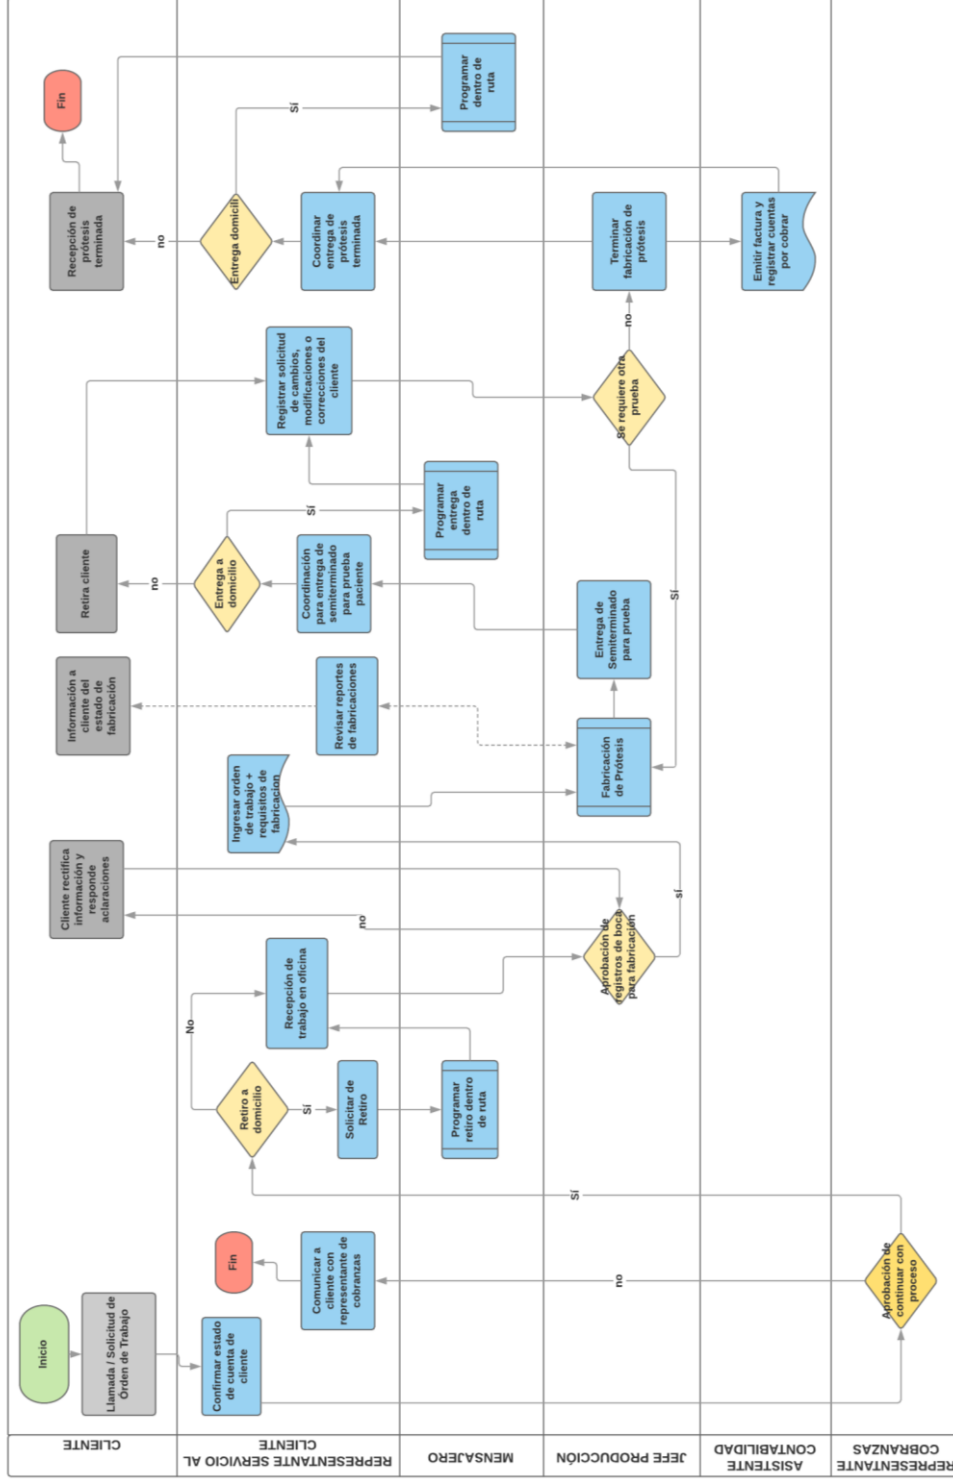 Inicio
Llamada / Solicitud de
Órden de Trabajo
Confirmar estado
de cuenta de
cliente
Aprobación de
continuar con
proceso
no
Comunicar a
cliente con
representante de
cobranzas
Fin
Sí
Retiro a
domicilio
Sí
Solicitar de
Retiro
Programar
retiro dentro
de ruta
No
Recepción de
trabajo en oficina
Aprobación de
registros de boca
para fabricación
no
Cliente rectifica
información y
responde
aclaraciones
sí
Ingresar orden
de trabajo +
requisitos de
fabricacion
Fabricación
de Prótesis
Revisar reportes
de fabricaciones
Información a
cliente del
estado de
fabricación
Entrega de
Semiterminado
para prueba
Coordinación
para entrega de
semiterminado
para prueba
paciente
Entrega a
domicilio
no
Retira cliente
Sí
Programar
entrega
dentro de
ruta
Registrar solicitud
de cambios,
modificaciones o
correcciones del
cliente
Se requiere otra
prueba
Sí
no
Terminar
fabricación de
prótesis
Emitir factura y
registrar cuentas
por cobrar
Coordinar
entrega de
prótesis
terminada
Entrega domicili
no
Recepción de
prótesis
terminada
Fin
Sí
Programar
dentro de
ruta
CLIENTE
REPRESENTANTE SERVICIO AL
CLIENTE
MENSAJERO
JEFE PRODUCCIÓN
ASISTENTE
CONTABILIDAD
REPRESENTANTE
COBRANZAS